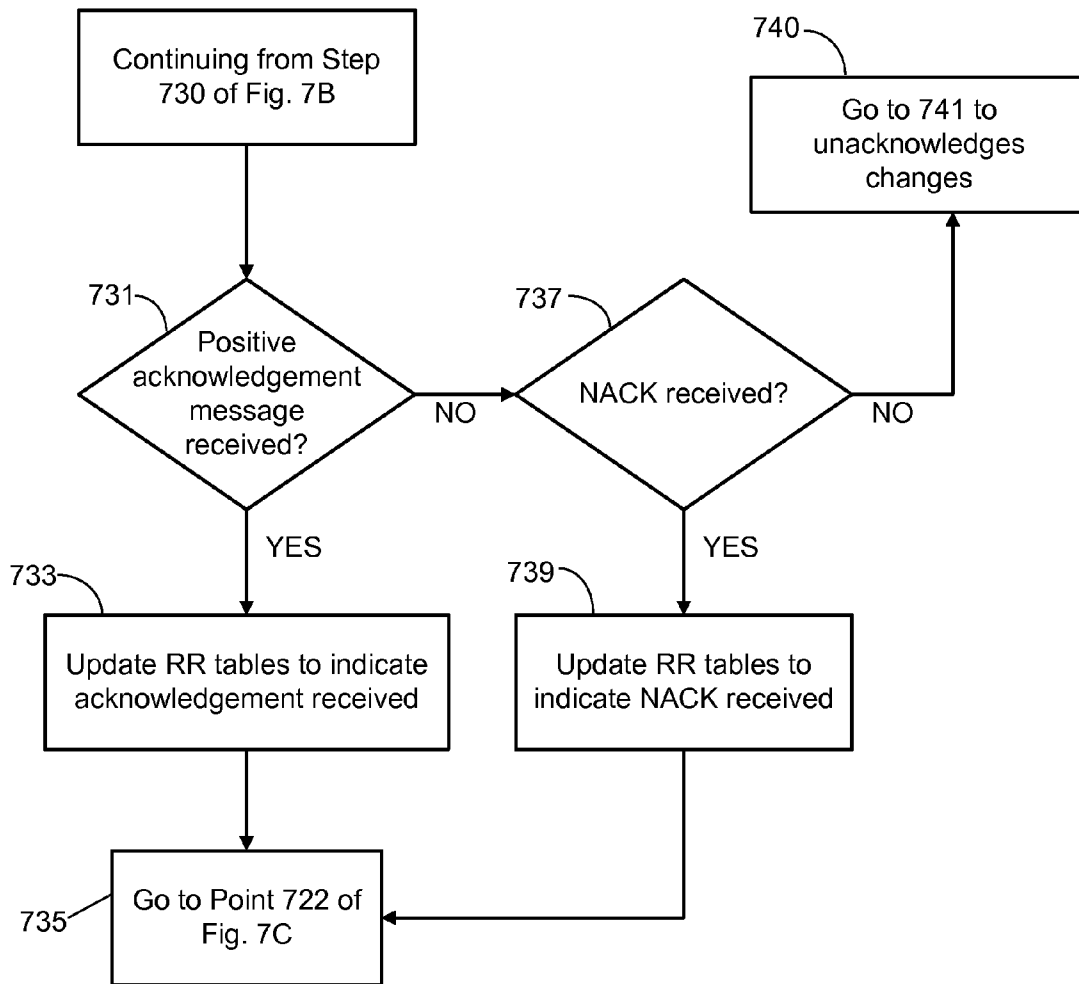 Continuing from Step
730 of Fig. 7B
740
Go to 741 to
unacknowledges
changes
731
Positive
acknowledgement
message
received?
NO
737
NACK received?
NO
YES
YES
733
Update RR tables to indicate
acknowledgement received
739
Update RR tables to
indicate NACK received
735
Go to Point 722 of
Fig. 7C